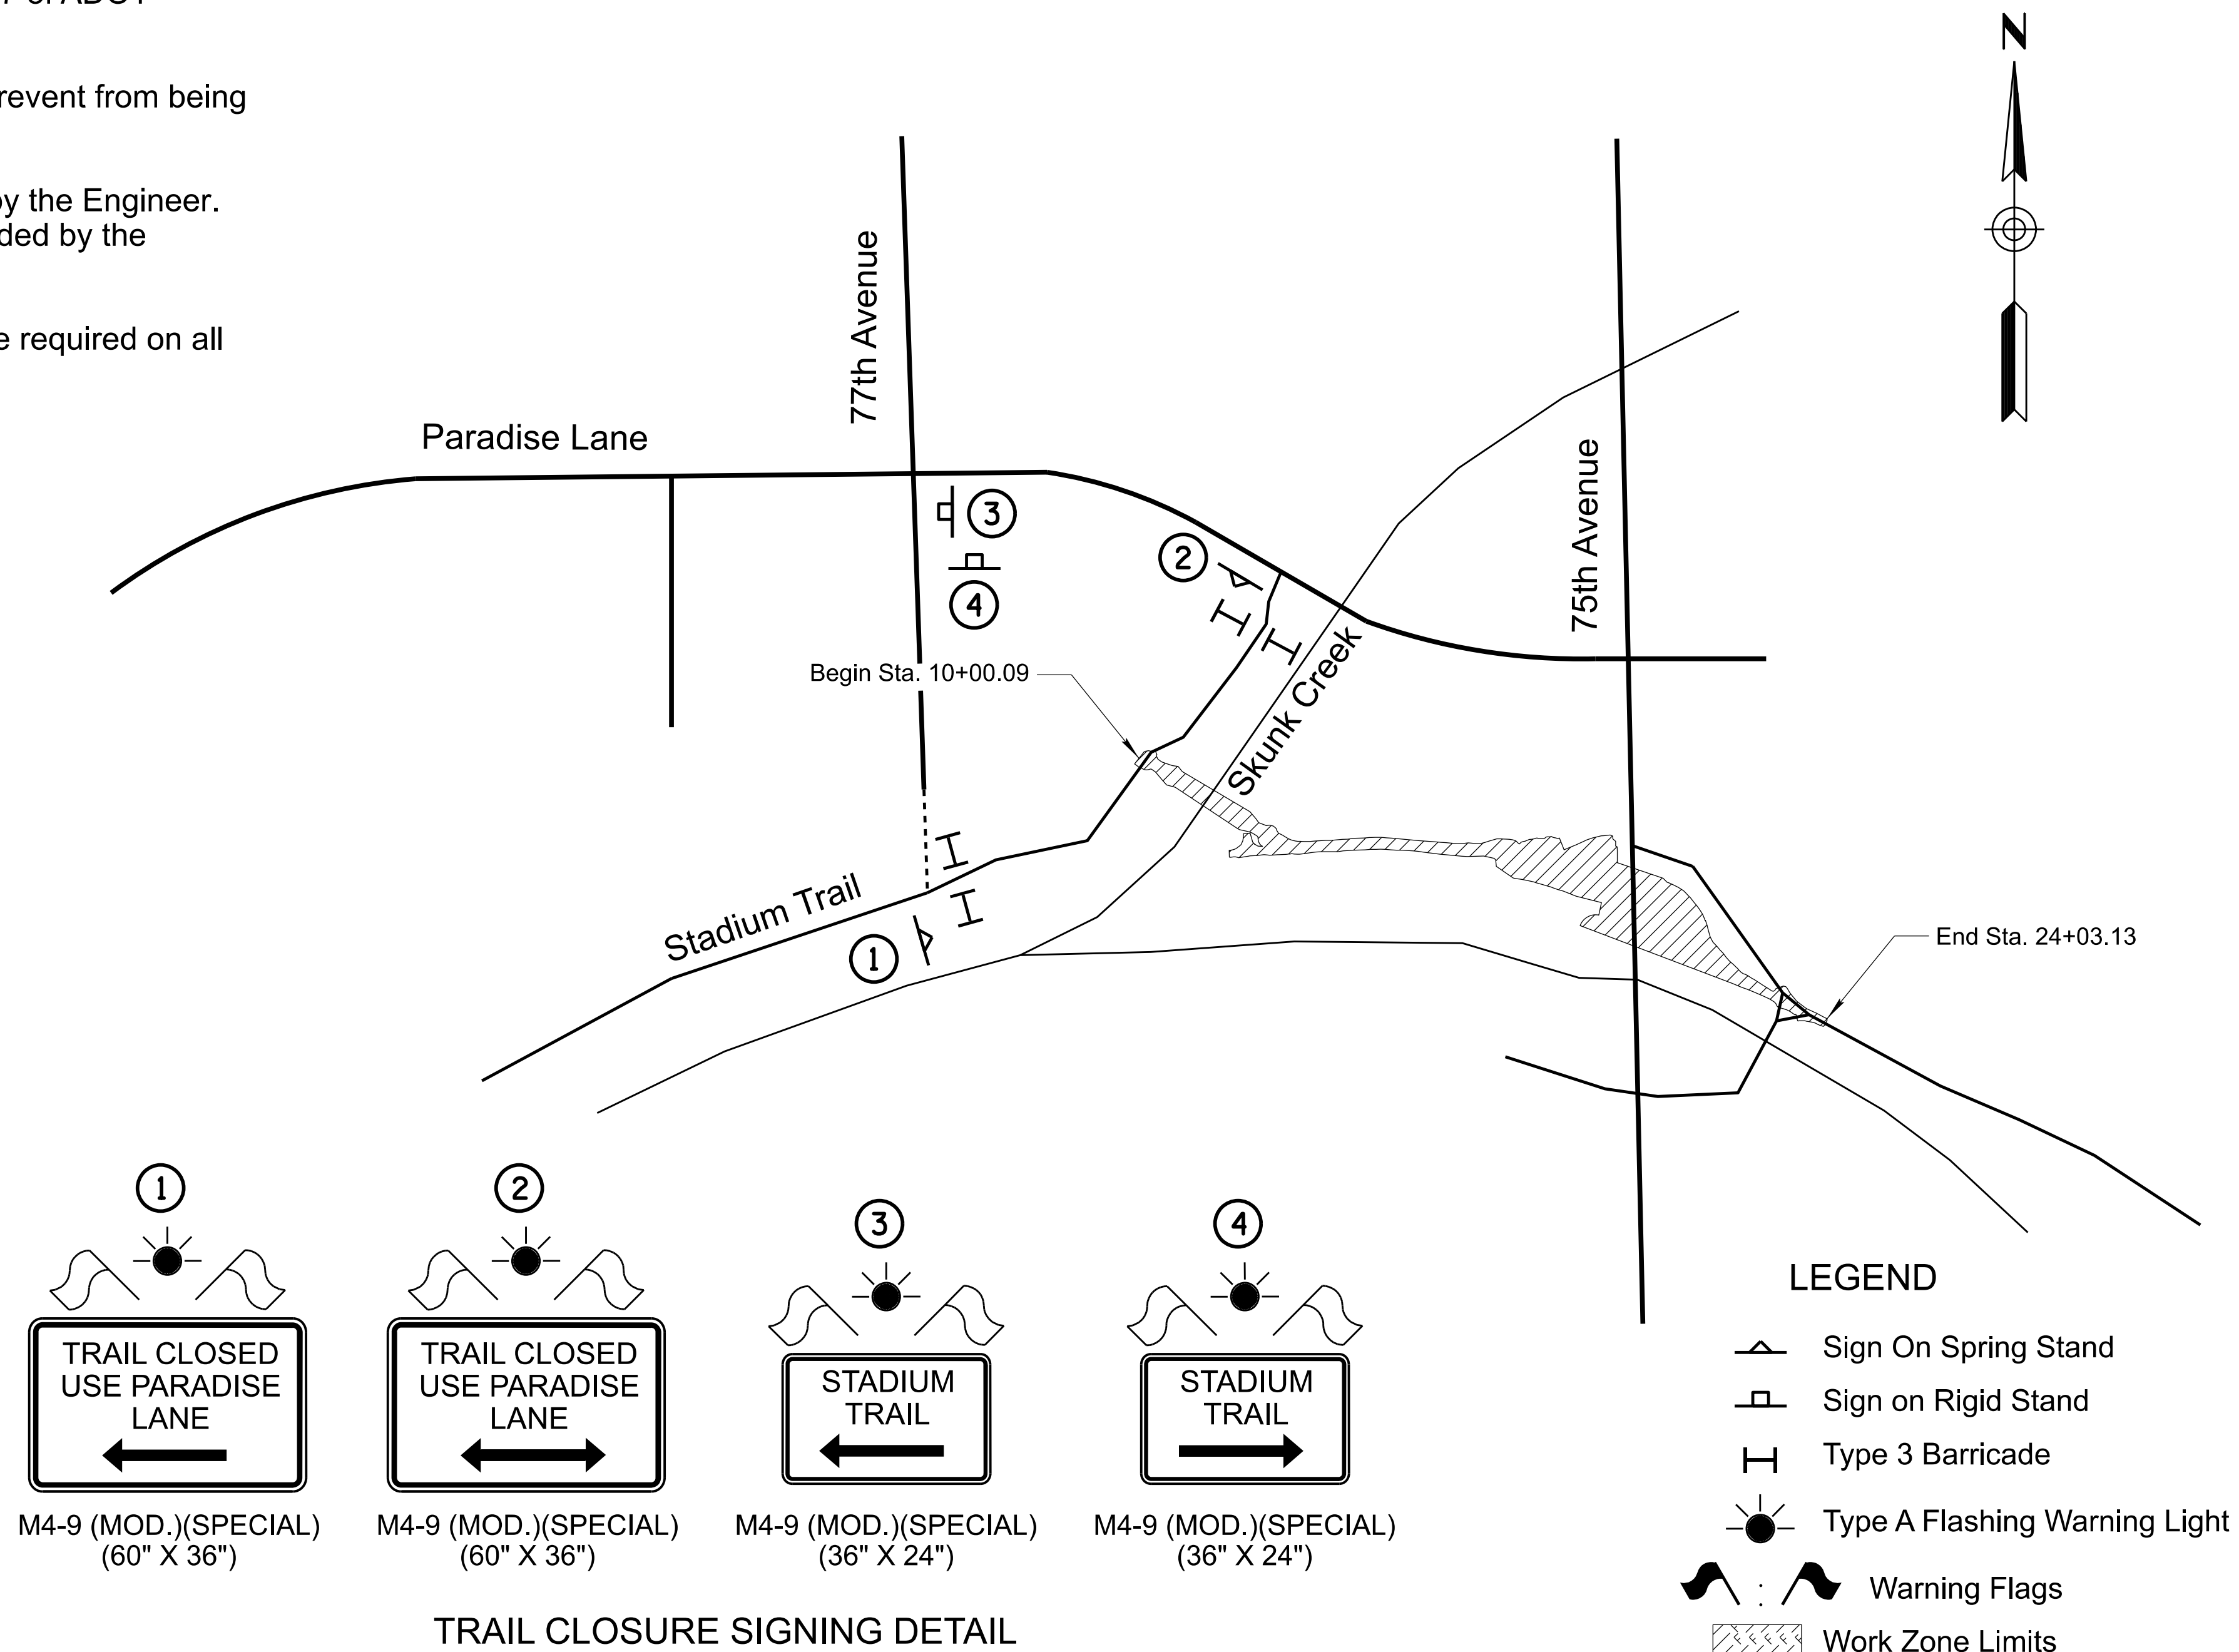 revent from being
by the Engineer.
ded by the
e required on all
N
77th Avenue
Paradise Lane
75th Avenue
3
2
4
Begin Sta. 10+00.09
Skunk Creek
Stadium Trail
1
End Sta. 24+03.13
1
TRAIL CLOSED
USE PARADISE
LANE
M4-9 (MOD.)(SPECIAL)
(60" X 36")
2
TRAIL CLOSED
USE PARADISE
LANE
M4-9 (MOD.)(SPECIAL)
(60" X 36")
3
STADIUM
TRAIL
M4-9 (MOD.)(SPECIAL)
(36" X 24")
4
STADIUM
TRAIL
M4-9 (MOD.)(SPECIAL)
(36" X 24")
TRAIL CLOSURE SIGNING DETAIL
LEGEND
Sign On Spring Stand
Sign on Rigid Stand
Type 3 Barricade
Type A Flashing Warning Light
Warning Flags
Work Zone Limits